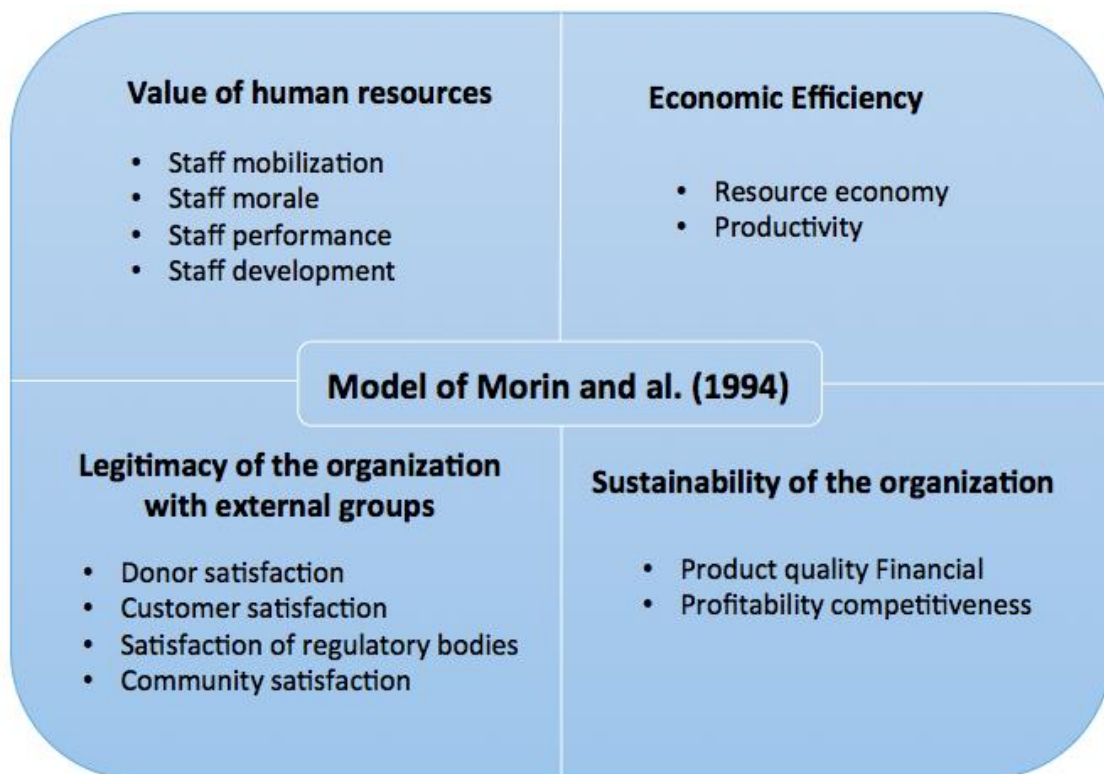 Value of human resources
• Staff mobilization
• Staff morale
• Staff performance
• Staff development
Economic Efficiency
• Resource economy
• Productivity
Model of Morin and al. (1994)
Legitimacy of the organization
with external groups
• Donor satisfaction
• Customer satisfaction
• Satisfaction of regulatory bodies
• Community satisfaction
Sustainability of the organization
• Product quality Financial
• Profitability competitiveness